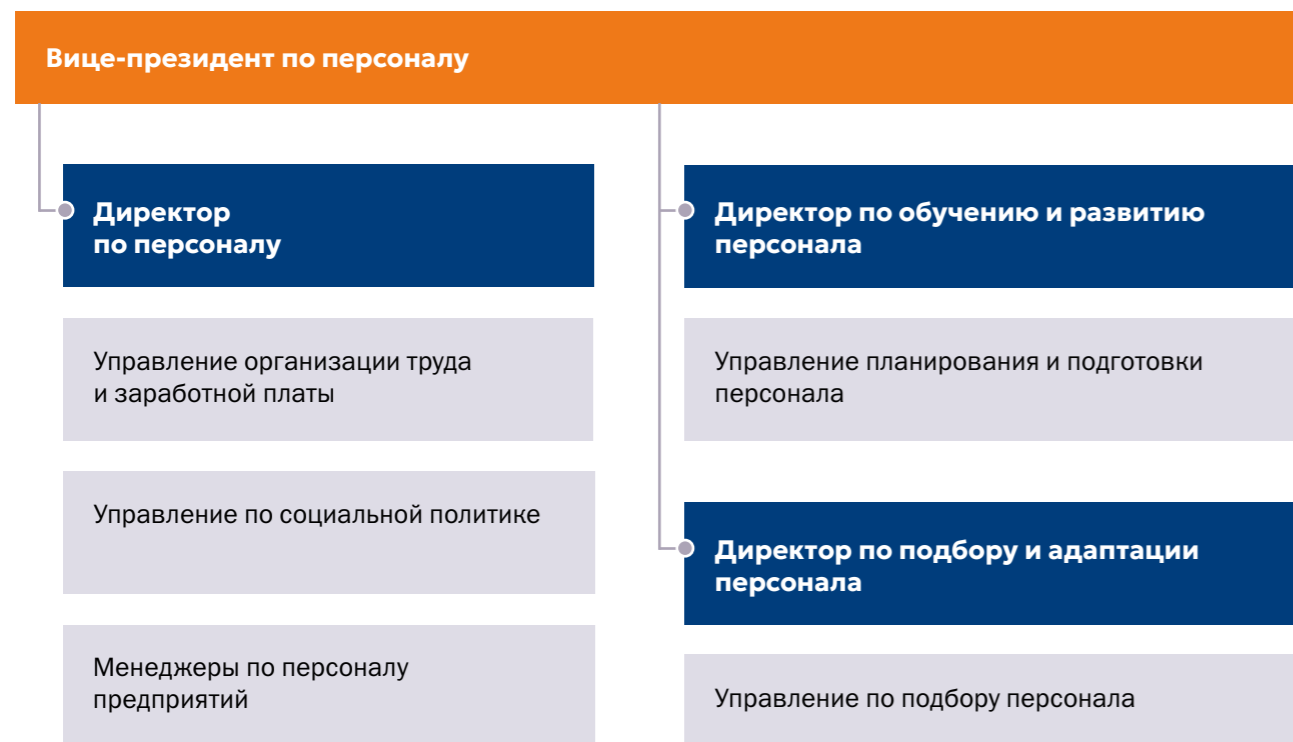 Вице-президент по персоналу
Директор
по персоналу
Управление организации труда
и заработной платы
Управление по социальной политике
Менеджеры по персоналу
предприятий
Директор по обучению и развитию
персонала
Управление планирования и подготовки
персонала
Директор по подбору и адаптации
персонала
Управление по подбору персонала